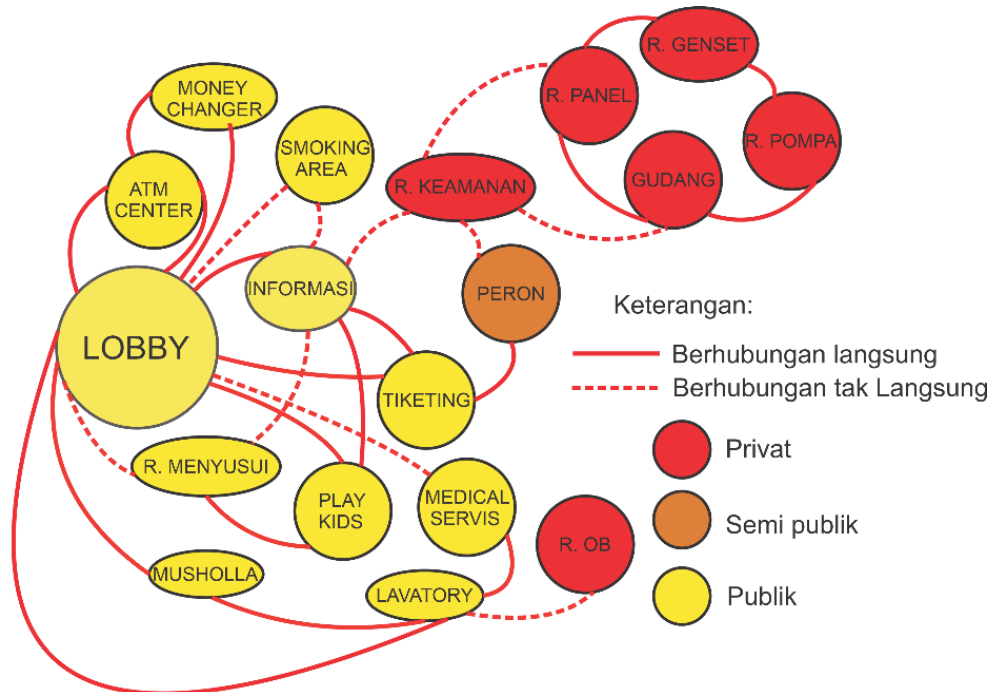 R. GENSET
R. PANEL
R. POMPA
GUDANG
MONEY
CHANGER
SMOKING
AREA
ATM
CENTER
R. KEAMANAN
INFORMASI
PERON
LOBBY
TIKETING
R. MENYUSUI
PLAY
KIDS
MEDICAL
SERVIS
R. OB
MUSHOLLA
LAVATORY
Keterangan:
Berhubungan langsung
Berhubungan tak Langsung
Privat
Semi publik
Publik